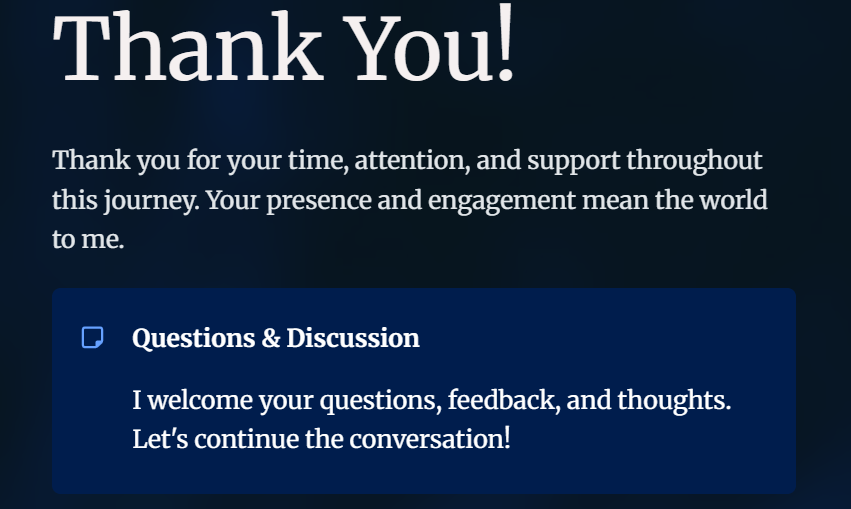 Thank You!
Thank you for your time, attention, and support throughout
this journey. Your presence and engagement mean the world
to me.
Questions & Discussion
I welcome your questions, feedback, and thoughts.
Let's continue the conversation!